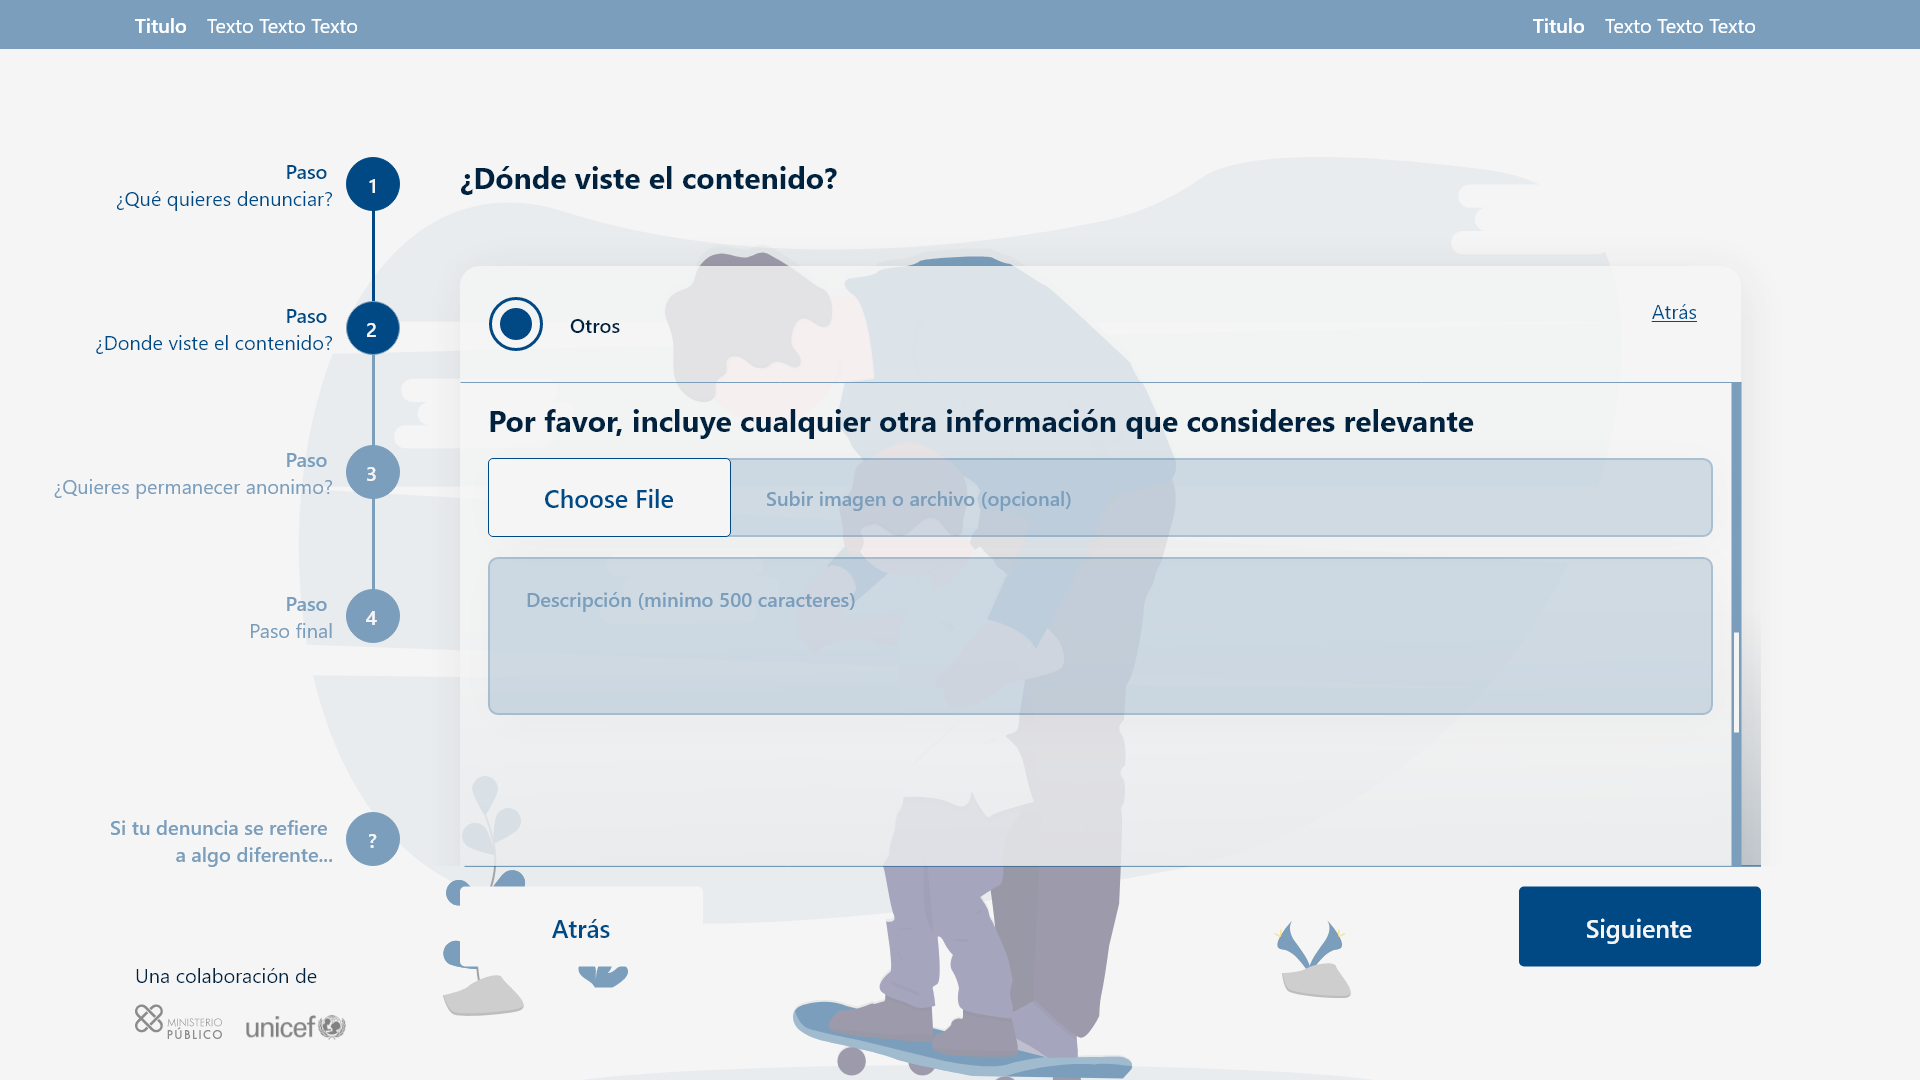 Titulo Texto Texto Texto
Titulo Texto Texto Texto
Paso
¿Qué quieres denunciar?
1
Paso
¿Donde viste el contenido?
2
Paso
¿Quieres permanecer anonimo?
3
Paso
Paso final
4
Si tu denuncia se refiere
a algo diferente...
?
¿Dónde viste el contenido?
Otros
Atrás
Por favor, incluye cualquier otra información que consideres relevante
Choose File
Subir imagen o archivo (opcional)
Descripción (minimo 500 caracteres)
Atrás
Siguiente
Una colaboración de
MINISTERIO
PÚBLICO
unicef